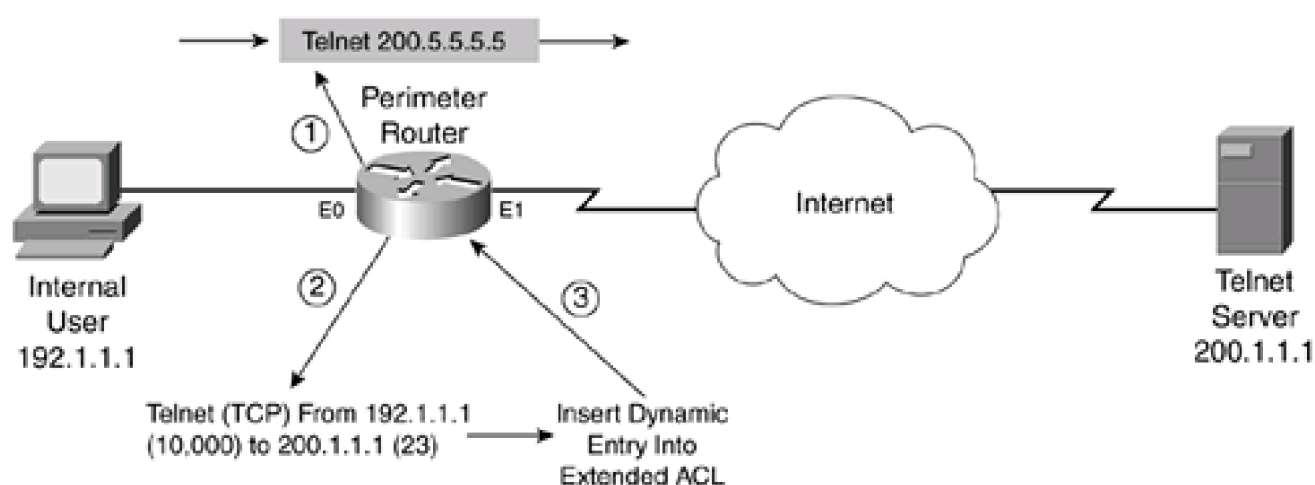 Telnet 200.5.5.5.5
Perimeter
Router
1
E0
E1
Internet
Internal
User
192.1.1.1
2
3
Telnet
Server
200.1.1.1
Telnet (TCP) From 192.1.1.1
(10,000) to 200.1.1.1 (23)
Insert Dynamic
Entry Into
Extended ACL